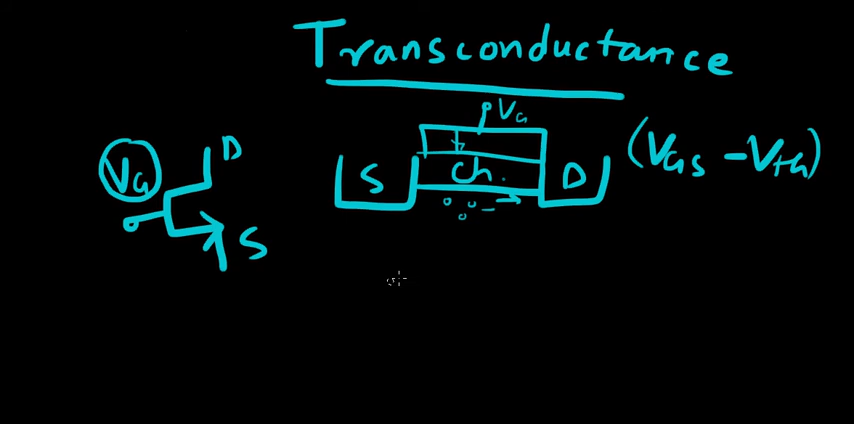 Transconductance
VG
(VGS - VTH)
D
VG
S
Ch.
D
S